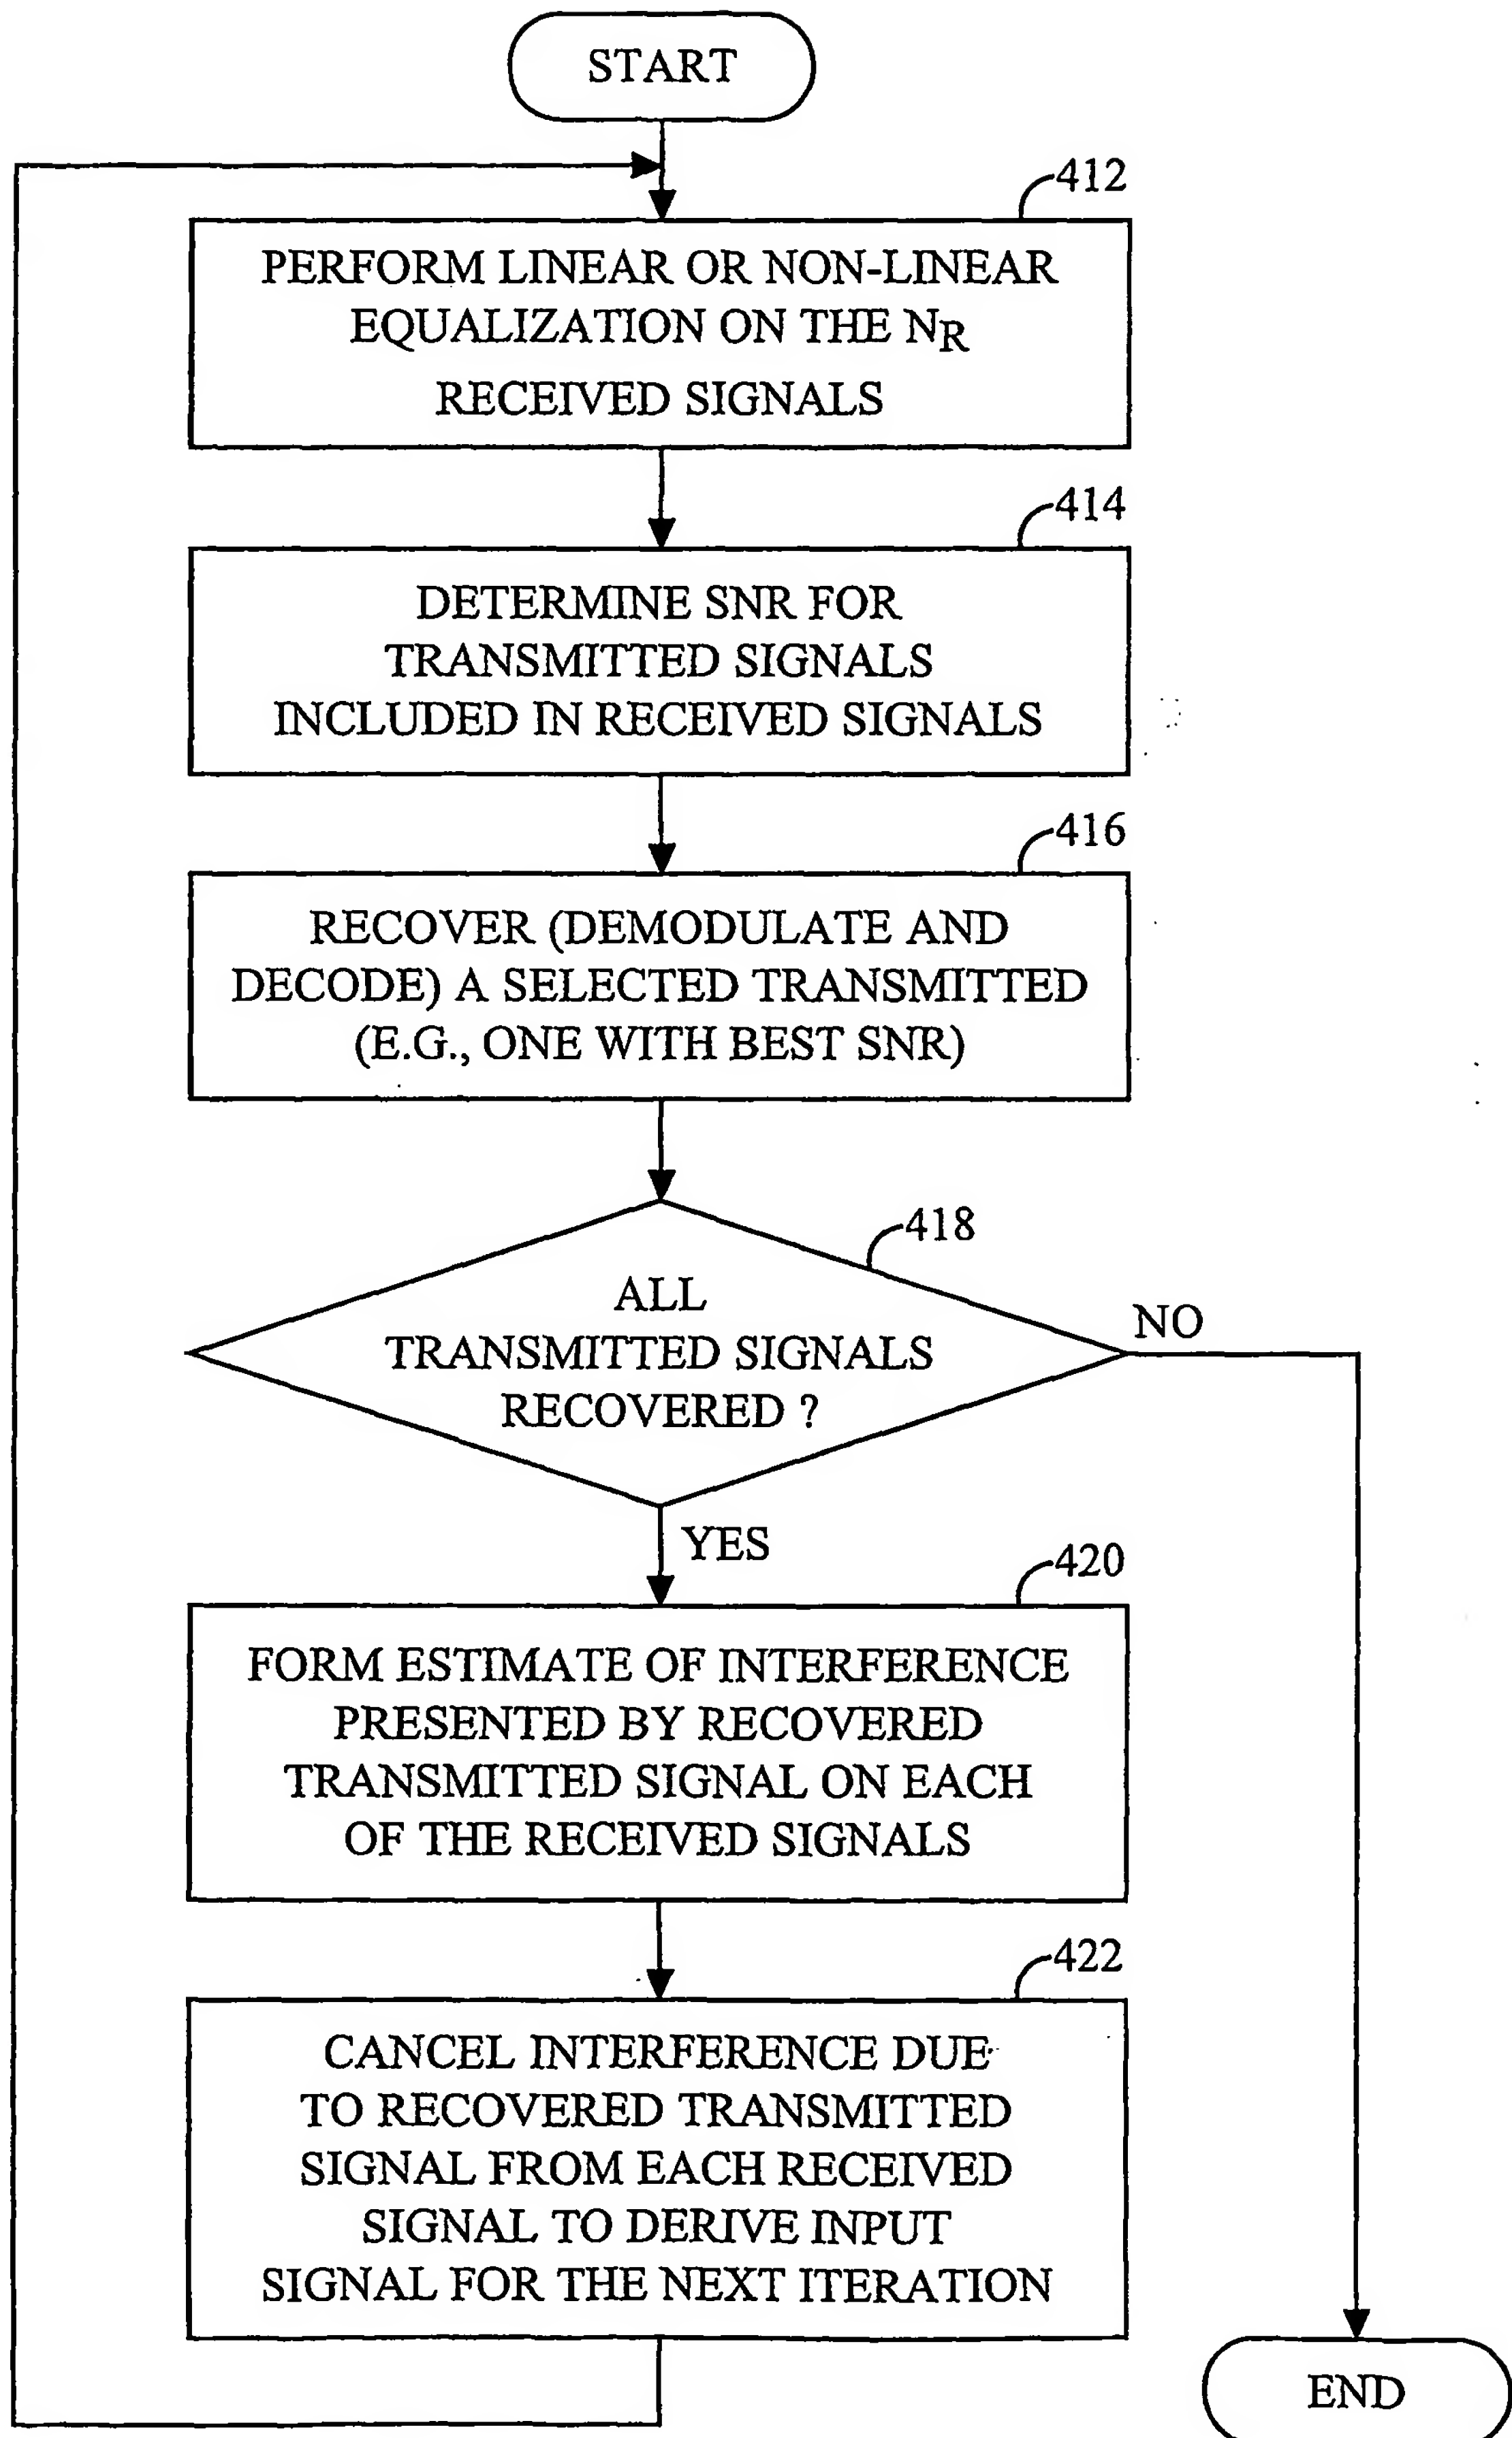 START
412
PERFORM LINEAR OR NON-LINEAR
EQUALIZATION ON THE NR
RECEIVED SIGNALS
414
DETERMINE SNR FOR
TRANSMITTED SIGNALS
INCLUDED IN RECEIVED SIGNALS
416
RECOVER (DEMODULATE AND
DECODE) A SELECTED TRANSMITTED
(E.G., ONE WITH BEST SNR)
418
ALL
TRANSMITTED SIGNALS
RECOVERED ?
NO
YES
420
FORM ESTIMATE OF INTERFERENCE
PRESENTED BY RECOVERED
TRANSMITTED SIGNAL ON EACH
OF THE RECEIVED SIGNALS
422
CANCEL INTERFERENCE DUE
TO RECOVERED TRANSMITTED
SIGNAL FROM EACH RECEIVED
SIGNAL TO DERIVE INPUT
SIGNAL FOR THE NEXT ITERATION
END